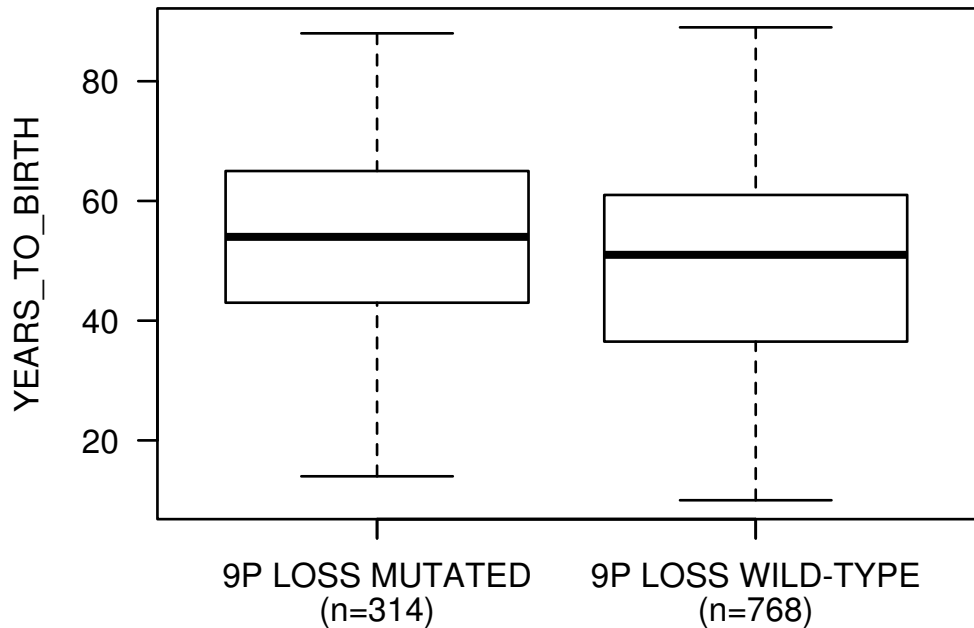 YEARS_TO_BIRTH
80
60
40
20
9P LOSS MUTATED
(n=314)
9P LOSS WILD-TYPE
(n=768)